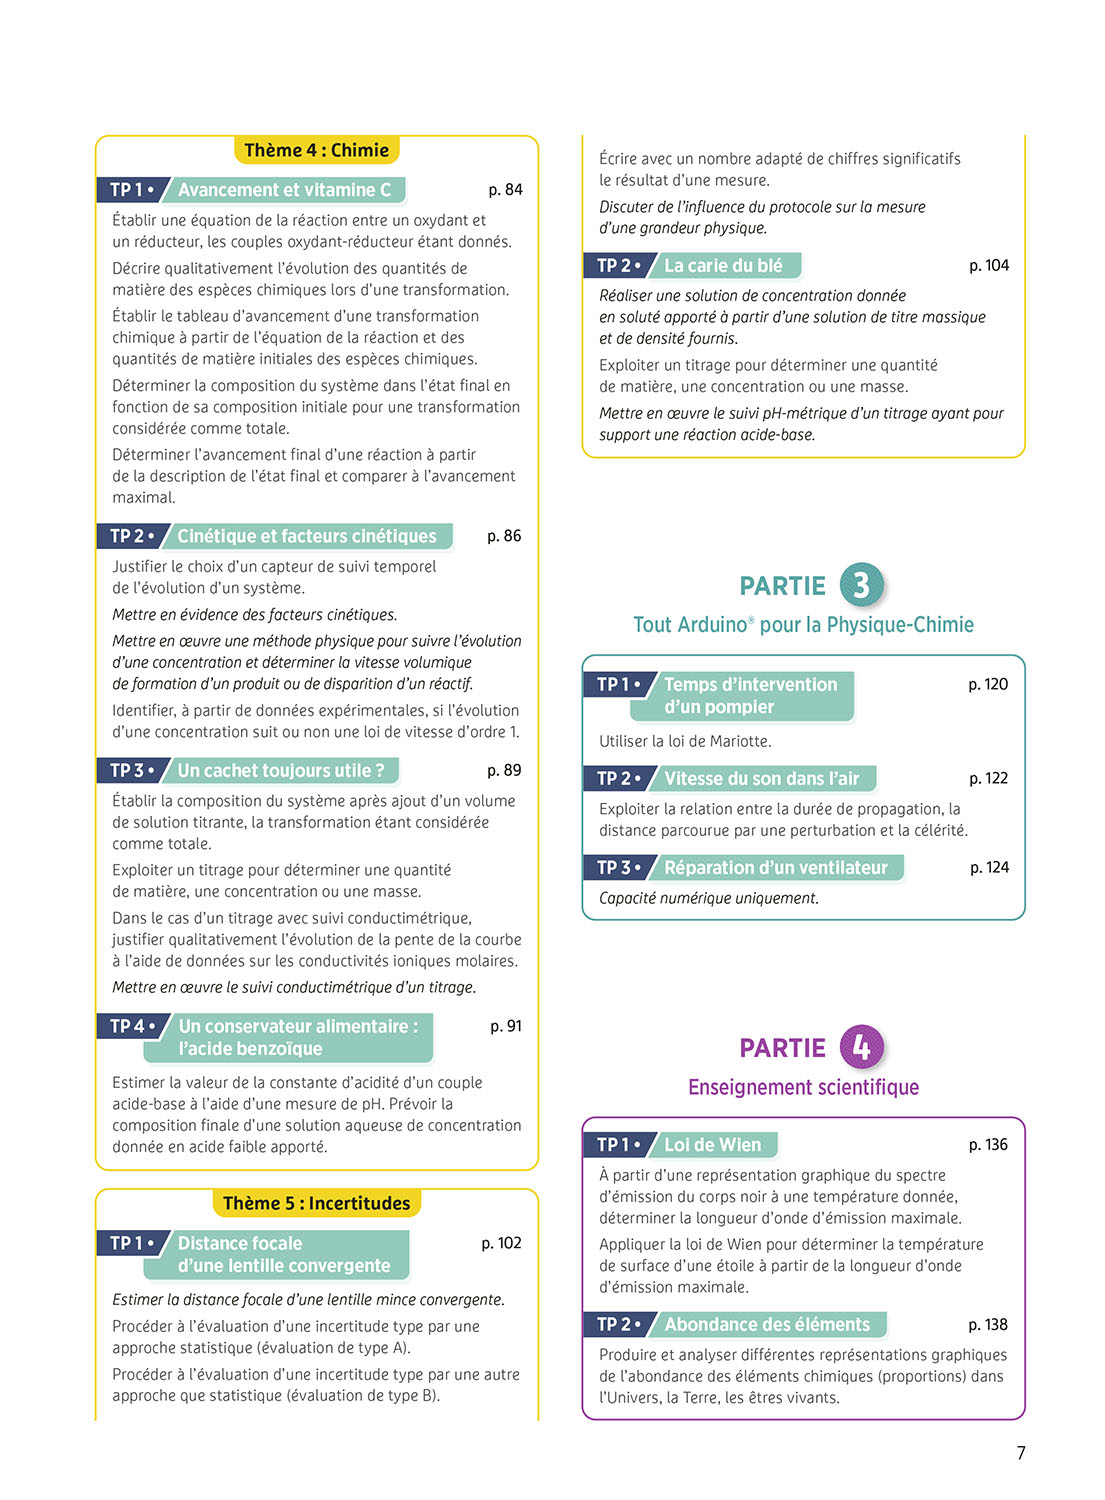 Thème 4 : Chimie
TP 1 • Avancement et vitamine C p. 84
Établir une équation de la réaction entre un oxydant et
un réducteur, les couples oxydant-réducteur étant donnés.
Décrire qualitativement l’évolution des quantités de
matière des espèces chimiques lors d’une transformation.
Établir le tableau d’avancement d’une transformation
chimique à partir de l’équation de la réaction et des
quantités de matière initiales des espèces chimiques.
Déterminer la composition du système dans l’état final en
fonction de sa composition initiale pour une transformation
considérée comme totale.
Déterminer l’avancement final d’une réaction à partir
de la description de l’état final et comparer à l’avancement
maximal.
TP 2 • Cinétique et facteurs cinétiques p. 86
Justifier le choix d’un capteur de suivi temporel
de l’évolution d’un système.
Mettre en évidence des facteurs cinétiques.
Mettre en œuvre une méthode physique pour suivre l’évolution
d’une concentration et déterminer la vitesse volumique
de formation d’un produit ou de disparition d’un réactif.
Identifier, à partir de données expérimentales, si l’évolution
d’une concentration suit ou non une loi de vitesse d’ordre 1.
TP 3 • Un cachet toujours utile ? p. 89
Établir la composition du système après ajout d’un volume
de solution titrante, la transformation étant considérée
comme totale.
Exploiter un titrage pour déterminer une quantité
de matière, une concentration ou une masse.
Dans le cas d’un titrage avec suivi conductimétrique,
justifier qualitativement l’évolution de la pente de la courbe
à l’aide de données sur les conductivités ioniques molaires.
Mettre en œuvre le suivi conductimétrique d’un titrage.
TP 4 • Un conservateur alimentaire : p. 91
l’acide benzoïque
Estimer la valeur de la constante d’acidité d’un couple
acide-base à l’aide d’une mesure de pH. Prévoir la
composition finale d’une solution aqueuse de concentration
donnée en acide faible apporté.
Thème 5 : Incertitudes
TP 1 • Distance focale p. 102
d’une lentille convergente
Estimer la distance focale d’une lentille mince convergente.
Procéder à l’évaluation d’une incertitude type par une
approche statistique (évaluation de type A).
Procéder à l’évaluation d’une incertitude type par une autre
approche que statistique (évaluation de type B).
Écrire avec un nombre adapté de chiffres significatifs
le résultat d’une mesure.
Discuter de l’influence du protocole sur la mesure
d’une grandeur physique.
TP 2 • La carie du blé p. 104
Réaliser une solution de concentration donnée
en soluté apporté à partir d’une solution de titre massique
et de densité fournis.
Exploiter un titrage pour déterminer une quantité
de matière, une concentration ou une masse.
Mettre en œuvre le suivi pH-métrique d’un titrage ayant pour
support une réaction acide-base.
PARTIE 3
Tout Arduino® pour la Physique-Chimie
TP 1 • Temps d’intervention p. 120
d’un pompier
Utiliser la loi de Mariotte.
TP 2 • Vitesse du son dans l’air p. 122
Exploiter la relation entre la durée de propagation, la
distance parcourue par une perturbation et la célérité.
TP 3 • Réparation d’un ventilateur p. 124
Capacité numérique uniquement.
PARTIE 4
Enseignement scientifique
TP 1 • Loi de Wien p. 136
À partir d’une représentation graphique du spectre
d’émission du corps noir à une température donnée,
déterminer la longueur d’onde d’émission maximale.
Appliquer la loi de Wien pour déterminer la température
de surface d’une étoile à partir de la longueur d’onde
d’émission maximale.
TP 2 • Abondance des éléments p. 138
Produire et analyser différentes représentations graphiques
de l’abondance des éléments chimiques (proportions) dans
l’Univers, la Terre, les êtres vivants.
7